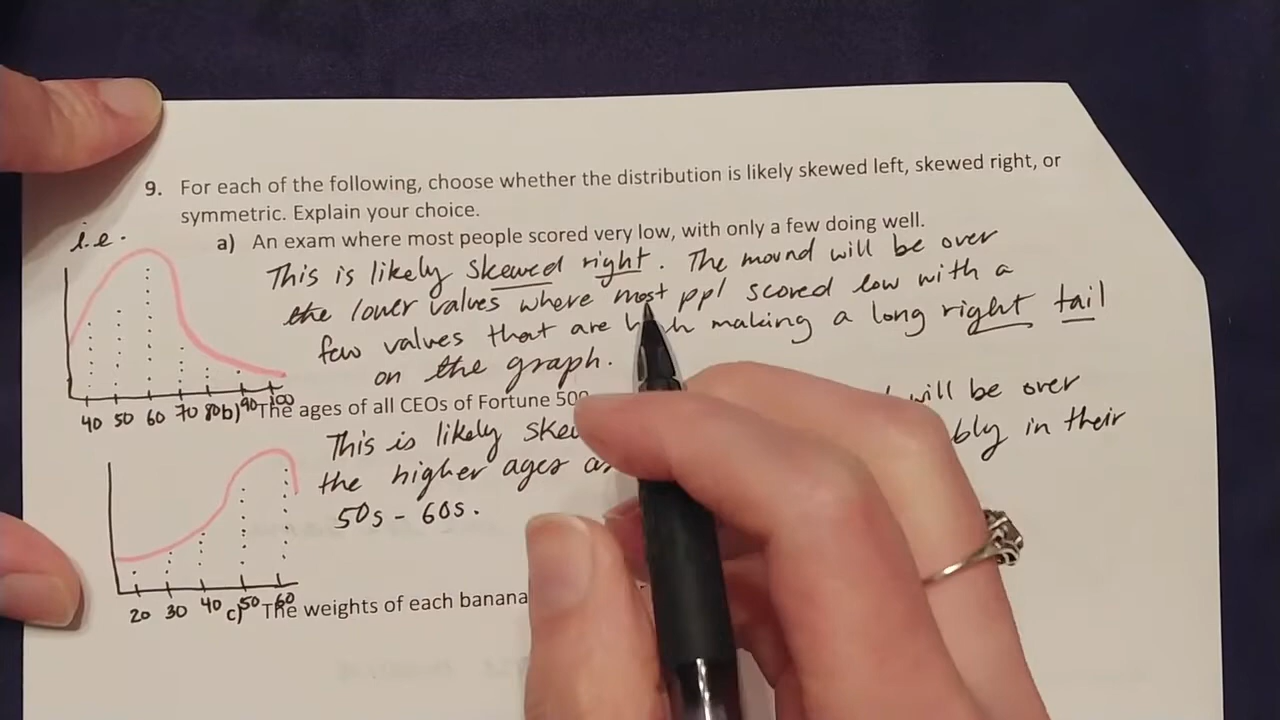 9. For each of the following, choose whether the distribution is likely skewed left, skewed right, or
symmetric. Explain your choice.
i.e.
a) An exam where most people scored very low, with only a few doing well.
This is likely skewed right. The mound will be over
the lower values where most ppl scored low with a
few values that are making a long right tail
on the graph.
40 50 60 70 80 90 100
b) The ages of all CEOs of Fortune 500
This is likely will be over
the higher ages in their
50s - 60s.
20 30 40 50 60
c) The weights of each banana